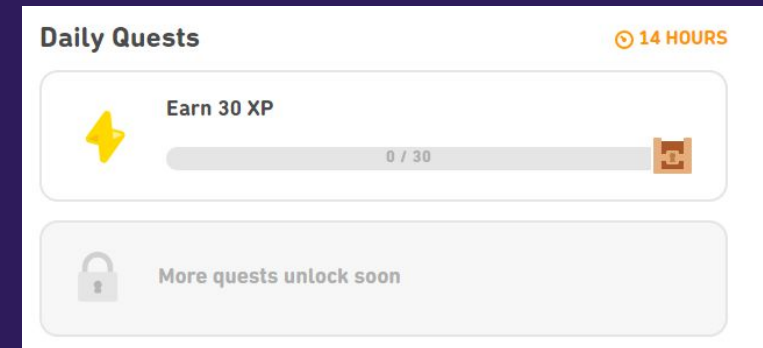 Daily Quests
14 HOURS
Earn 30 XP
0 / 30
More quests unlock soon